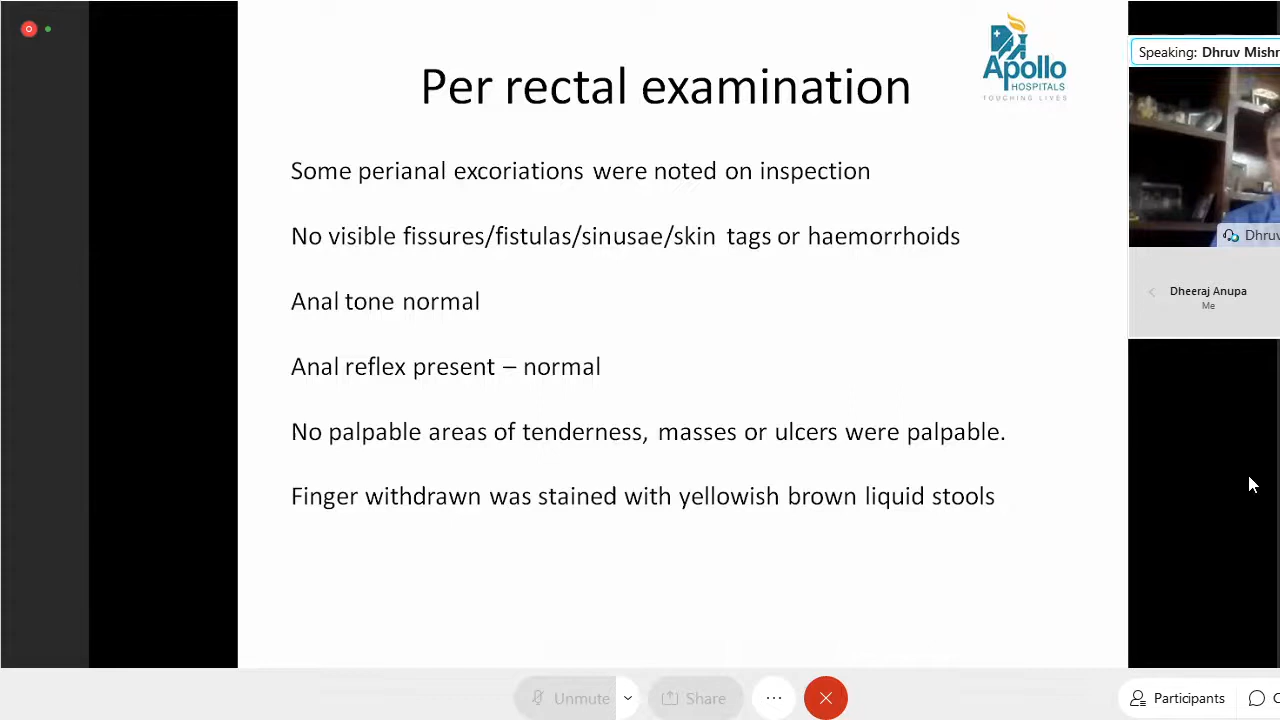 Per rectal examination
Apollo
HOSPITALS
TOUCHING LIVES
Some perianal excoriations were noted on inspection
No visible fissures/fistulas/sinusae/skin tags or haemorrhoids
Anal tone normal
Anal reflex present – normal
No palpable areas of tenderness, masses or ulcers were palpable.
Finger withdrawn was stained with yellowish brown liquid stools
Speaking: Dhruv Mishr
Dhruv
Dheeraj Anupa
Me
Unmute
Share
Participants